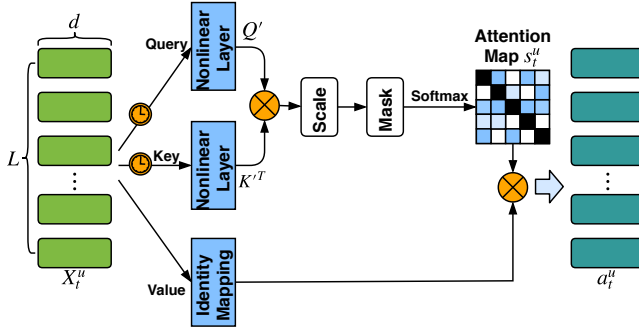 d
L
X_t^u
Query
Key
Value
Nonlinear
Layer
Q′
Nonlinear
Layer
K′^T
Identity
Mapping
Scale
Mask
Softmax
Attention
Map s_t^u
a_t^u